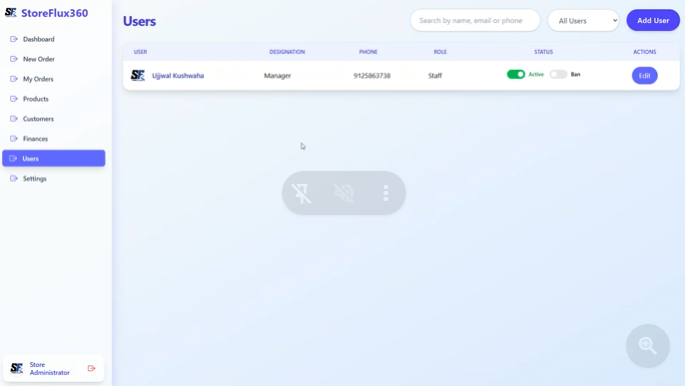 SF StoreFlux360
Dashboard
New Order
My Orders
Products
Customers
Finances
Users
Settings
Store
Administrator
Users
Search by name, email or phone
All Users
Add User
USER DESIGNATION PHONE ROLE STATUS ACTIONS
SF Ujjwal Kushwaha Manager 9125863738 Staff Active Ban Edit